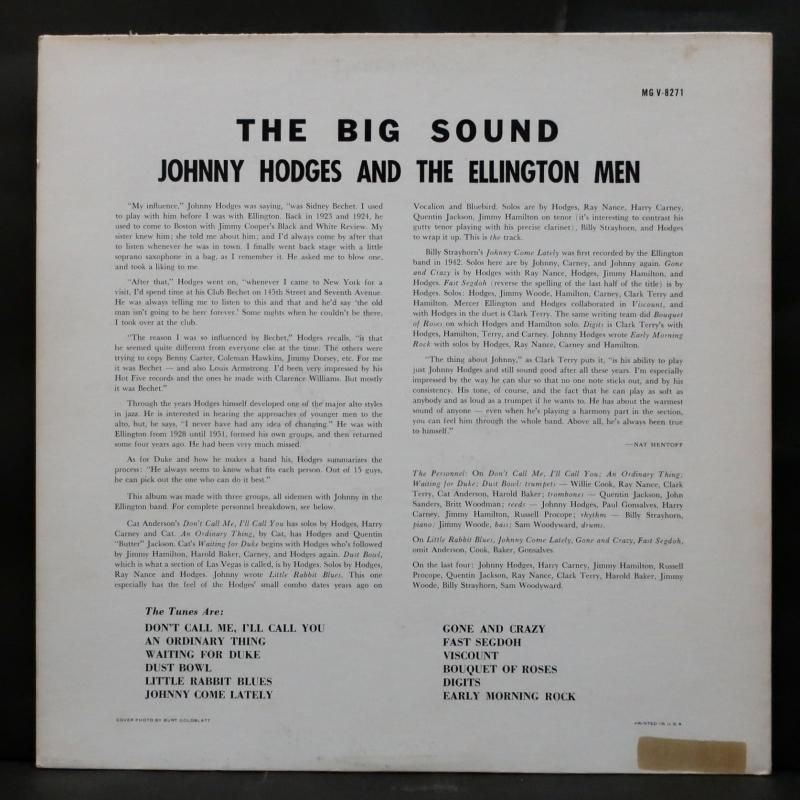 MG V-8271
THE BIG SOUND
JOHNNY HODGES AND THE ELLINGTON MEN
"My influence," Johnny Hodges was saying, "was Sidney Bechet. I used
to play with him before I was with Ellington. Back in 1923 and 1924, he
used to come to Boston with Jimmy Cooper's Black and White Review. My
sister knew him; she told me about him; and I'd always come by after that
to listen whenever he was in town. I finally went back stage with a little
soprano saxophone in a bag, as I remember it. He asked me to blow one,
and took a liking to me.
"After that," Hodges went on, "whenever I came to New York for a
visit, I'd spend time at his Club Bechet on 145th Street and Seventh Avenue.
He was always telling me to listen to this and that and he'd say 'the old
man isn't going to be here forever.' Some nights when he couldn't be there,
I took over at the club.
"The reason I was so influenced by Bechet," Hodges recalls, "is that
he seemed quite different from everyone else at the time. The others were
trying to copy Benny Carter, Coleman Hawkins, Jimmy Dorsey, etc. For me
it was Bechet — and also Louis Armstrong. I'd been very impressed by his
Hot Five records and the ones he made with Clarence Williams. But mostly
it was Bechet."
Through the years Hodges himself developed one of the major alto styles
in jazz. He is interested in hearing the approaches of younger men to the
alto, but, he says, "I never have had any idea of changing." He was with
Ellington from 1928 until 1951, formed his own groups, and then returned
some four years ago. He had been very much missed.
As for Duke and how he makes a band his, Hodges summarizes the
process: "He always seems to know what fits each person. Out of 15 guys,
he can pick out the one who can do it best."
This album was made with three groups, all sidemen with Johnny in the
Ellington band. For complete personnel breakdown, see below.
Cat Anderson's Don't Call Me, I'll Call You has solos by Hodges, Harry
Carney and Cat. An Ordinary Thing, by Cat, has Hodges and Quentin
"Butter" Jackson. Cat's Waiting for Duke begins with Hodges who's followed
by Jimmy Hamilton, Harold Baker, Carney, and Hodges again. Dust Bowl,
which is what a section of Las Vegas is called, is by Hodges. Solos by Hodges,
Ray Nance and Hodges. Johnny wrote Little Rabbit Blues. This one
especially has the feel of the Hodges' small combo dates years ago on
Vocalion and Bluebird. Solos are by Hodges, Ray Nance, Harry Carney,
Quentin Jackson, Jimmy Hamilton on tenor (it's interesting to contrast his
gutty tenor playing with his precise clarinet), Billy Strayhorn, and Hodges
to wrap it up. This is the track.
Billy Strayhorn's Johnny Come Lately was first recorded by the Ellington
band in 1942. Solos here are by Johnny, Carney, and Johnny again. Gone
and Crazy is by Hodges with Ray Nance, Hodges, Jimmy Hamilton, and
Hodges. Fast Segdoh (reverse the spelling of the last half of the title) is by
Hodges. Solos: Hodges, Jimmy Woode, Hamilton, Carney, Clark Terry and
Hamilton. Mercer Ellington and Hodges collaborated in Viscount, and
with Hodges in the duet is Clark Terry. The same writing team did Bouquet
of Roses on which Hodges and Hamilton solo. Digits is Clark Terry's with
Hodges, Hamilton, Terry, and Carney. Johnny Hodges wrote Early Morning
Rock with solos by Hodges, Ray Nance, Carney and Hamilton.
"The thing about Johnny," as Clark Terry puts it, "is his ability to play
just Johnny Hodges and still sound good after all these years. I'm especially
impressed by the way he can slur so that no one note sticks out, and by his
consistency. His tone, of course, and the fact that he can play as soft as
anybody and as loud as a trumpet if he wants to. He has about the warmest
sound of anyone — even when he's playing a harmony part in the section,
you can feel him through the whole band. Above all, he's always been true
to himself."
—NAT HENTOFF
The Personnel: On Don't Call Me, I'll Call You; An Ordinary Thing;
Waiting for Duke; Dust Bowl: trumpets — Willie Cook, Ray Nance, Clark
Terry, Cat Anderson, Harold Baker; trombones — Quentin Jackson, John
Sanders, Britt Woodman; reeds — Johnny Hodges, Paul Gonsalves, Harry
Carney, Jimmy Hamilton, Russell Procope; rhythm — Billy Strayhorn,
piano; Jimmy Woode, bass; Sam Woodyard, drums.
On Little Rabbit Blues, Johnny Come Lately, Gone and Crazy, Fast Segdoh,
omit Anderson, Cook, Baker, Gonsalves.
On the last four: Johnny Hodges, Harry Carney, Jimmy Hamilton, Russell
Procope, Quentin Jackson, Ray Nance, Clark Terry, Harold Baker, Jimmy
Woode, Billy Strayhorn, Sam Woodyard.
The Tunes Are:
DON'T CALL ME, I'LL CALL YOU
AN ORDINARY THING
WAITING FOR DUKE
DUST BOWL
LITTLE RABBIT BLUES
JOHNNY COME LATELY
GONE AND CRAZY
FAST SEGDOH
VISCOUNT
BOUQUET OF ROSES
DIGITS
EARLY MORNING ROCK
COVER PHOTO BY BURT GOLDBLATT
PRINTED IN U.S.A.